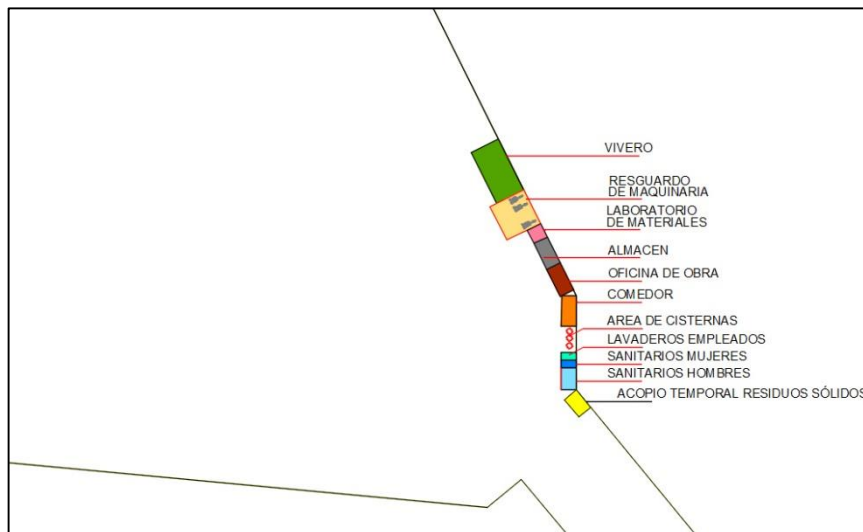 VIVERO
RESGUARDO
DE MAQUINARIA
LABORATORIO
DE MATERIALES
ALMACEN
OFICINA DE OBRA
COMEDOR
AREA DE CISTERNAS
LAVADEROS EMPLEADOS
SANITARIOS MUJERES
SANITARIOS HOMBRES
ACOPIO TEMPORAL RESIDUOS SÓLIDOS